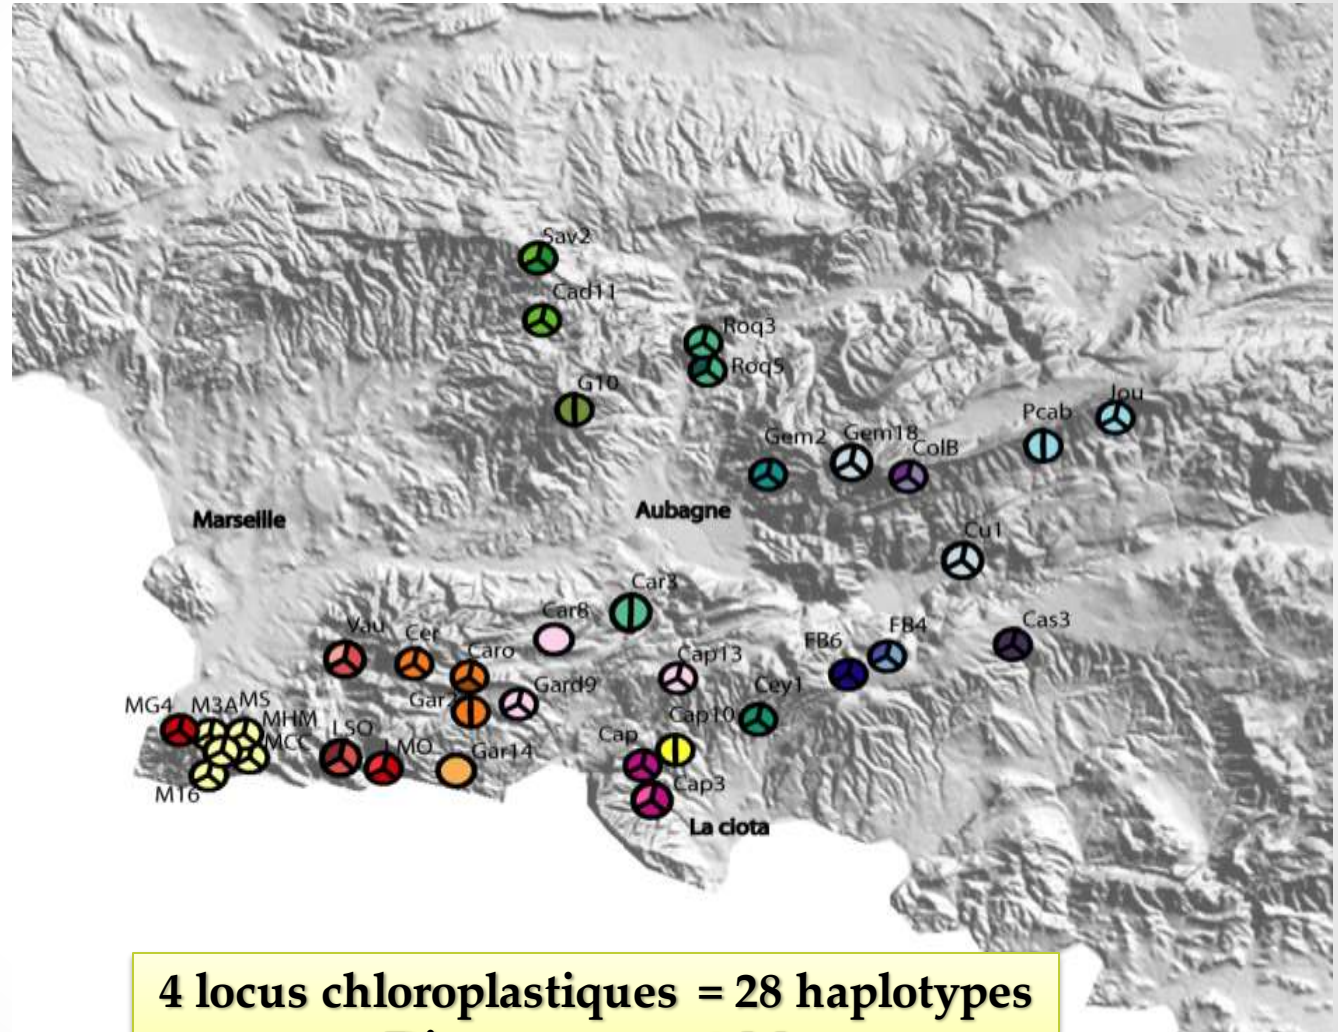 Sav2
Cad11
Roq3
Roq5
G10
Jou
Pcab
Gem2
Gem18
ColB
Marseille
Aubagne
Cu1
Car3
Car8
Vau
Cer
Caro
FB6
FB4
Cas3
Cap13
Gard9
Cey1
MG4
M3A
MS
Gar
MHM
Cap10
MCC
LSO
LMO
Gar14
Cap
M16
Cap3
La ciota
4 locus chloroplastiques = 28 haplotypes